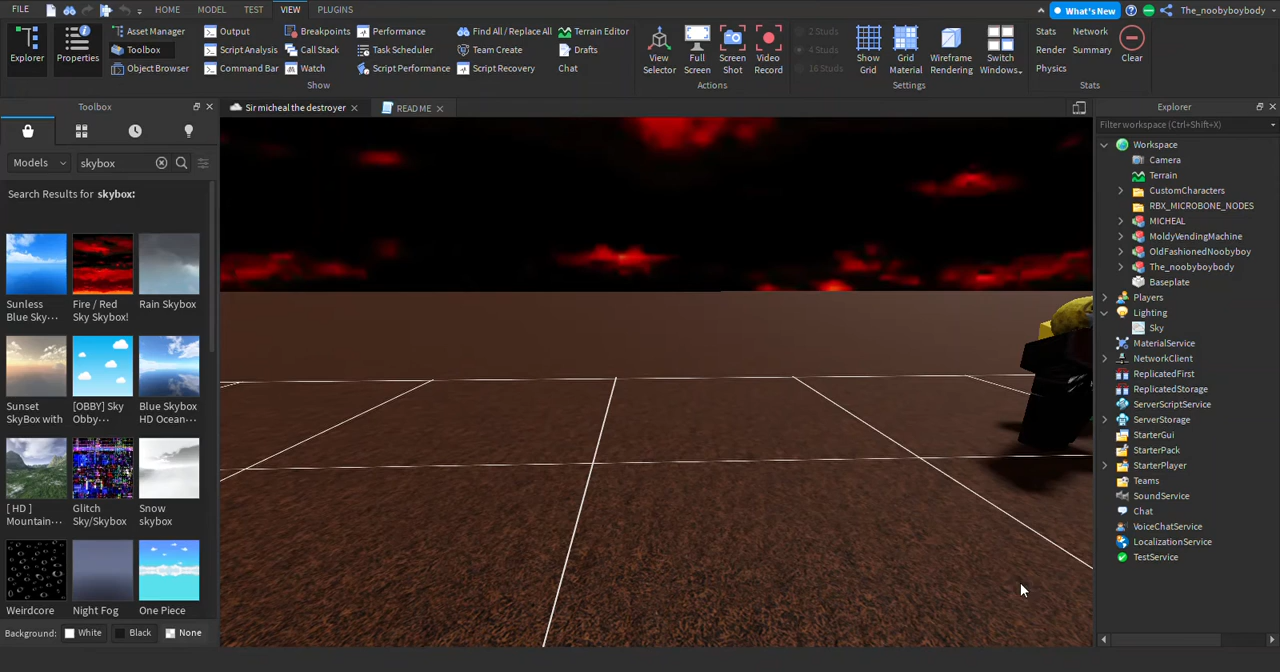 FILE HOME MODEL TEST VIEW PLUGINS What's New The_noobyboybody
Explorer
Properties
Asset Manager
Toolbox
Object Browser
Output
Script Analysis
Command Bar
Breakpoints
Call Stack
Watch
Performance
Task Scheduler
Script Performance
Find All / Replace All
Team Create
Script Recovery
Terrain Editor
Drafts
Chat
Show
View
Selector
Full
Screen
Screen
Shot
Video
Record
Actions
2 Studs
4 Studs
16 Studs
Show
Grid
Grid
Material
Wireframe
Rendering
Switch
Windows
Settings
Stats
Render
Physics
Network
Summary
Clear
Stats
Toolbox
Models
skybox
Search Results for skybox:
Sunless
Blue Sky...
Fire / Red
Sky Skybox!
Rain Skybox
Sunset
SkyBox with
[OBBY] Sky
Obby...
Blue Skybox
HD Ocean...
[ HD ]
Mountain...
Glitch
Sky/Skybox
Snow
skybox
Weirdcore
Night Fog
One Piece
Background: White Black None
Sir micheal the destroyer
README
Explorer
Filter workspace (Ctrl+Shift+X)
Workspace
Camera
Terrain
CustomCharacters
RBX_MICROBONE_NODES
MICHEAL
MoldyVendingMachine
OldFashionedNoobyboy
The_noobyboybody
Baseplate
Players
Lighting
Sky
MaterialService
NetworkClient
ReplicatedFirst
ReplicatedStorage
ServerScriptService
ServerStorage
StarterGui
StarterPack
StarterPlayer
Teams
SoundService
Chat
VoiceChatService
LocalizationService
TestService